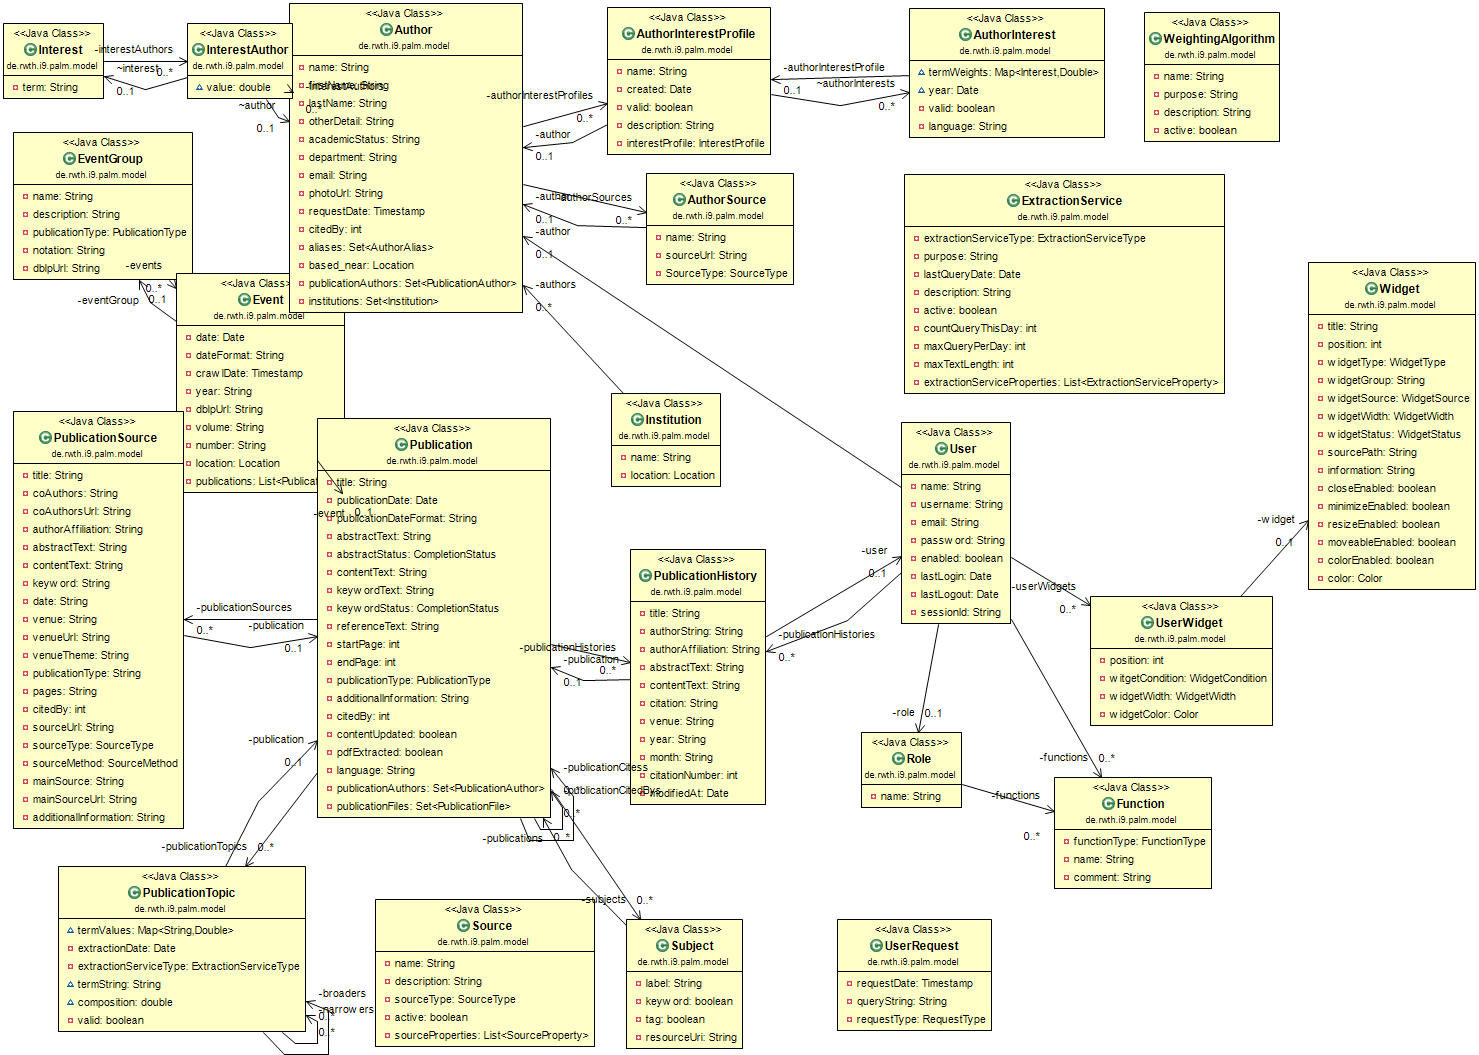 <<Java Class>>
Interest
de.rwth.i9.palm.model
term: String
-interestAuthors
0..*
~interest
0..1
<<Java Class>>
InterestAuthor
de.rwth.i9.palm.model
value: double
~author
0..1
-interestAuthors
0..*
<<Java Class>>
Author
de.rwth.i9.palm.model
name: String
firstName: String
lastName: String
otherDetail: String
academicStatus: String
department: String
email: String
photoUrl: String
requestDate: Timestamp
citedBy: int
aliases: Set<AuthorAlias>
based_near: Location
publicationAuthors: Set<PublicationAuthor>
institutions: Set<Institution>
-authorInterestProfiles
0..*
-author
0..1
<<Java Class>>
AuthorInterestProfile
de.rwth.i9.palm.model
name: String
created: Date
valid: boolean
description: String
interestProfile: InterestProfile
-authorInterestProfile
0..1
~authorInterests
0..*
<<Java Class>>
AuthorInterest
de.rwth.i9.palm.model
termWeights: Map<Interest,Double>
year: Date
valid: boolean
language: String
<<Java Class>>
WeightingAlgorithm
de.rwth.i9.palm.model
name: String
purpose: String
description: String
active: boolean
<<Java Class>>
EventGroup
de.rwth.i9.palm.model
name: String
description: String
publicationType: PublicationType
notation: String
dblpUrl: String
-events
0..*
-eventGroup
0..1
<<Java Class>>
Event
de.rwth.i9.palm.model
date: Date
dateFormat: String
crawlDate: Timestamp
year: String
dblpUrl: String
volume: String
number: String
location: Location
publications: List<Publicat
-event
0..1
-author
0..1
-authorSources
0..*
<<Java Class>>
AuthorSource
de.rwth.i9.palm.model
name: String
sourceUrl: String
SourceType: SourceType
-author
0..1
-authors
0..*
<<Java Class>>
ExtractionService
de.rwth.i9.palm.model
extractionServiceType: ExtractionServiceType
purpose: String
lastQueryDate: Date
description: String
active: boolean
countQueryThisDay: int
maxQueryPerDay: int
maxTextLength: int
extractionServiceProperties: List<ExtractionServiceProperty>
<<Java Class>>
Widget
de.rwth.i9.palm.model
title: String
position: int
widgetType: WidgetType
widgetGroup: String
widgetSource: WidgetSource
widgetWidth: WidgetWidth
widgetStatus: WidgetStatus
sourcePath: String
information: String
closeEnabled: boolean
minimizeEnabled: boolean
resizeEnabled: boolean
moveableEnabled: boolean
colorEnabled: boolean
color: Color
<<Java Class>>
Institution
de.rwth.i9.palm.model
name: String
location: Location
<<Java Class>>
PublicationSource
de.rwth.i9.palm.model
title: String
coAuthors: String
coAuthorsUrl: String
authorAffiliation: String
abstractText: String
contentText: String
keyword: String
date: String
venue: String
venueUrl: String
venueTheme: String
publicationType: String
pages: String
citedBy: int
sourceUrl: String
sourceType: SourceType
sourceMethod: SourceMethod
mainSource: String
mainSourceUrl: String
additionalInformation: String
-publicationSources
0..*
-publication
0..1
<<Java Class>>
Publication
de.rwth.i9.palm.model
title: String
publicationDate: Date
publicationDateFormat: String
abstractText: String
abstractStatus: CompletionStatus
contentText: String
keywordText: String
keywordStatus: CompletionStatus
referenceText: String
startPage: int
endPage: int
publicationType: PublicationType
additionalInformation: String
citedBy: int
contentUpdated: boolean
pdfExtracted: boolean
language: String
publicationAuthors: Set<PublicationAuthor>
publicationFiles: Set<PublicationFile>
-publicationHistories
0..*
-publication
0..1
<<Java Class>>
PublicationHistory
de.rwth.i9.palm.model
title: String
authorString: String
authorAffiliation: String
abstractText: String
contentText: String
citation: String
venue: String
year: String
month: String
citationNumber: int
modifiedAt: Date
-user
0..1
-publicationHistories
0..*
<<Java Class>>
User
de.rwth.i9.palm.model
name: String
username: String
email: String
password: String
enabled: boolean
lastLogin: Date
lastLogout: Date
sessionId: String
-userWidgets
0..*
<<Java Class>>
UserWidget
de.rwth.i9.palm.model
position: int
witgetCondition: WidgetCondition
widgetWidth: WidgetWidth
widgetColor: Color
-widget
0..1
-role
0..1
<<Java Class>>
Role
de.rwth.i9.palm.model
name: String
-functions
0..*
-functions
0..*
<<Java Class>>
Function
de.rwth.i9.palm.model
functionType: FunctionType
name: String
comment: String
-publication
0..1
-publicationTopics
0..*
-publicationCitess
-publicationCitedBys
0..*
0..*
-publications
-subjects
0..*
<<Java Class>>
PublicationTopic
de.rwth.i9.palm.model
termValues: Map<String,Double>
extractionDate: Date
extractionServiceType: ExtractionServiceType
termString: String
composition: double
valid: boolean
-broaders
-narrowers
0..*
0..*
<<Java Class>>
Source
de.rwth.i9.palm.model
name: String
description: String
sourceType: SourceType
active: boolean
sourceProperties: List<SourceProperty>
<<Java Class>>
Subject
de.rwth.i9.palm.model
label: String
keyword: boolean
tag: boolean
resourceUri: String
<<Java Class>>
UserRequest
de.rwth.i9.palm.model
requestDate: Timestamp
queryString: String
requestType: RequestType